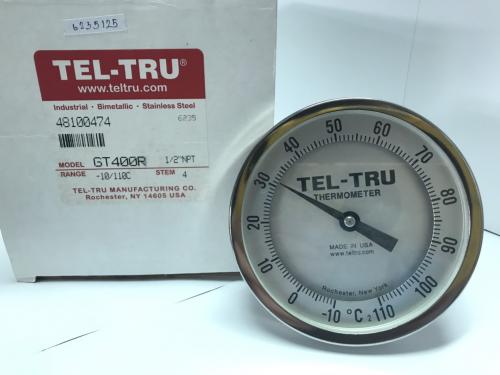 6235125
TEL-TRU®
www.teltru.com
Industrial · Bimetallic · Stainless Steel
48100474
6235
MODEL GT400R 1/2"NPT
RANGE -10/110C STEM 4
TEL-TRU MANUFACTURING CO.
Rochester, NY 14605 USA
TEL-TRU
THERMOMETER
MADE IN USA
www.teltru.com
Rochester, New York
-10 0 10 20 30 40 50 60 70 80 90 100 110
°C 2